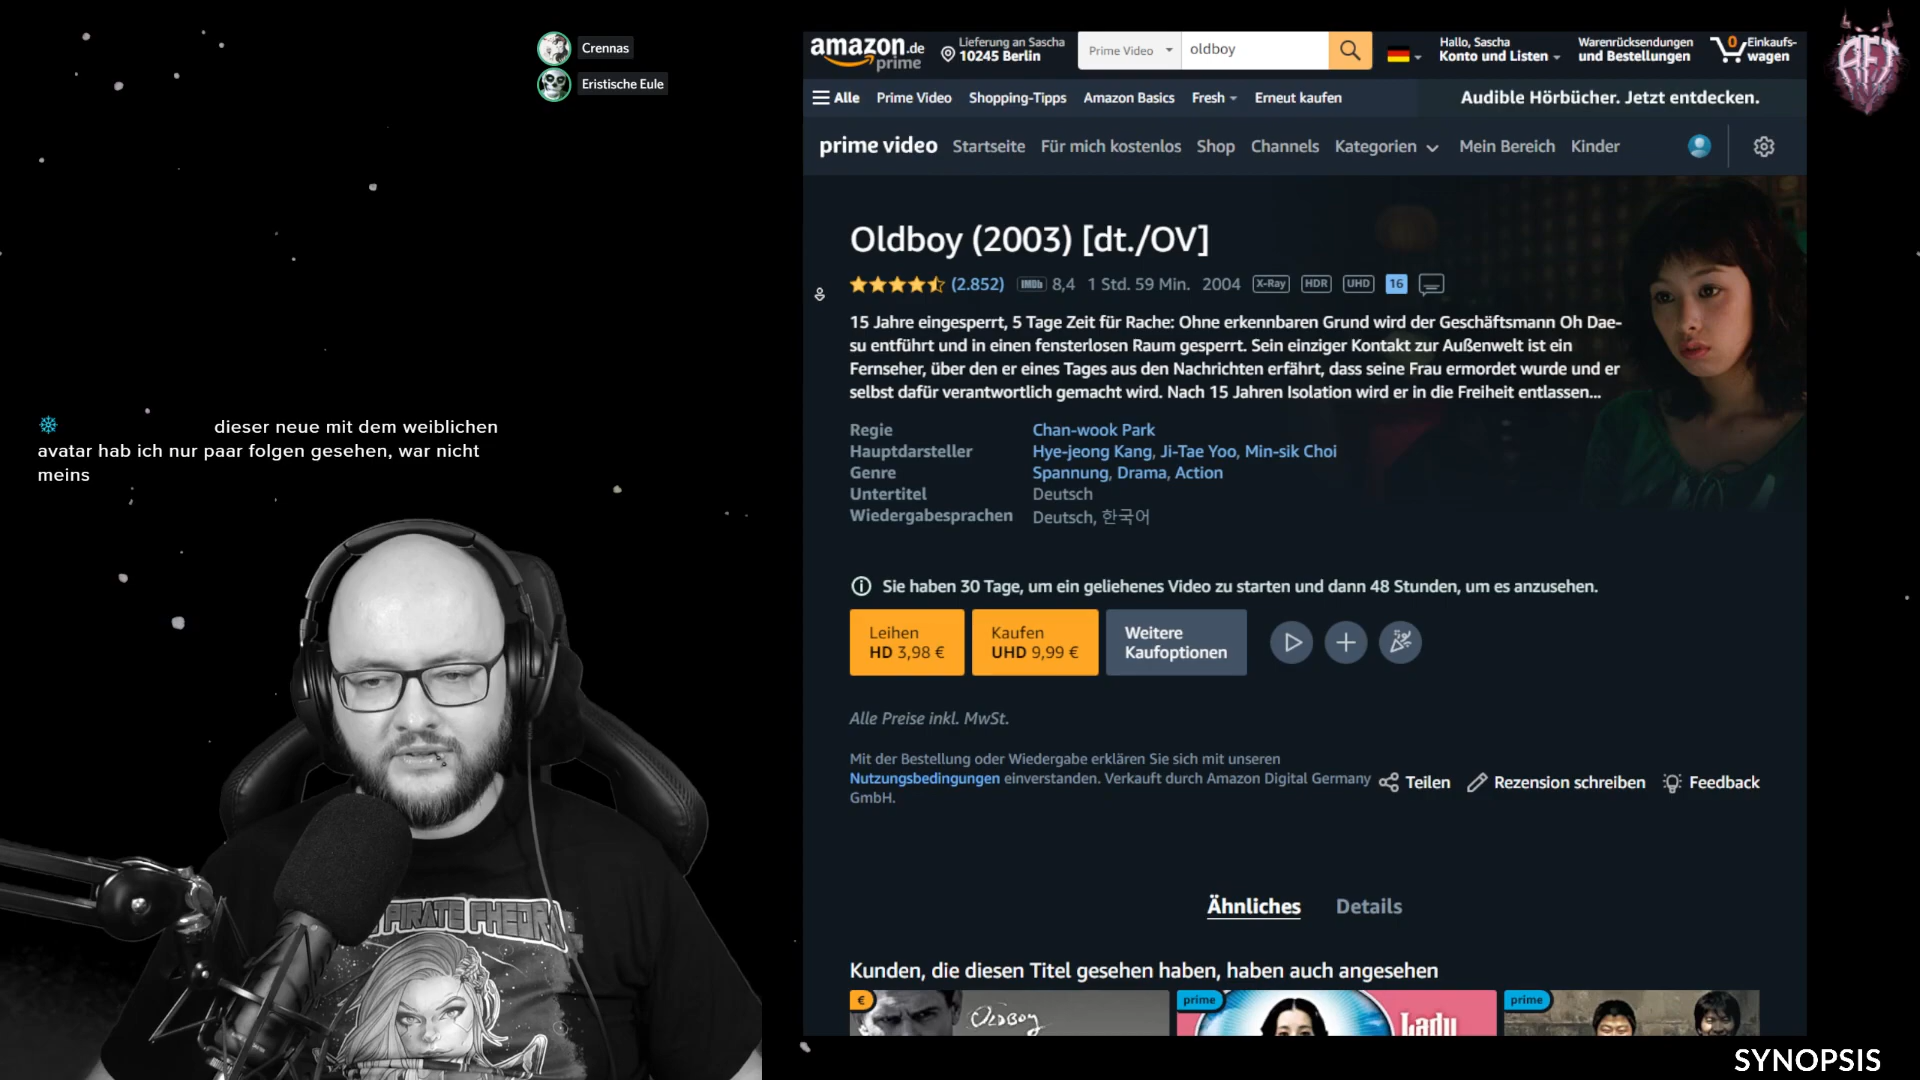 Crennas
Eristische Eule
dieser neue mit dem weiblichen
avatar hab ich nur paar folgen gesehen, war nicht
meins
PIRATE FHEDRA
amazon.de
prime
Lieferung an Sascha
10245 Berlin
Prime Video
oldboy
Hallo, Sascha
Konto und Listen
Warenrücksendungen
und Bestellungen
0
Einkaufs-
wagen
Alle
Prime Video
Shopping-Tipps
Amazon Basics
Fresh
Erneut kaufen
Audible Hörbücher. Jetzt entdecken.
prime video
Startseite
Für mich kostenlos
Shop
Channels
Kategorien
Mein Bereich
Kinder
Oldboy (2003) [dt./OV]
(2.852) IMDb 8,4 1 Std. 59 Min. 2004 X-Ray HDR UHD 16
15 Jahre eingesperrt, 5 Tage Zeit für Rache: Ohne erkennbaren Grund wird der Geschäftsmann Oh Dae-
su entführt und in einen fensterlosen Raum gesperrt. Sein einziger Kontakt zur Außenwelt ist ein
Fernseher, über den er eines Tages aus den Nachrichten erfährt, dass seine Frau ermordet wurde und er
selbst dafür verantwortlich gemacht wird. Nach 15 Jahren Isolation wird er in die Freiheit entlassen...
Regie Chan-wook Park
Hauptdarsteller Hye-jeong Kang, Ji-Tae Yoo, Min-sik Choi
Genre Spannung, Drama, Action
Untertitel Deutsch
Wiedergabesprachen Deutsch, 한국어
Sie haben 30 Tage, um ein geliehenes Video zu starten und dann 48 Stunden, um es anzusehen.
Leihen
HD 3,98 €
Kaufen
UHD 9,99 €
Weitere
Kaufoptionen
Alle Preise inkl. MwSt.
Mit der Bestellung oder Wiedergabe erklären Sie sich mit unseren
Nutzungsbedingungen einverstanden. Verkauft durch Amazon Digital Germany
GmbH.
Teilen
Rezension schreiben
Feedback
Ähnliches
Details
Kunden, die diesen Titel gesehen haben, haben auch angesehen
€
OLDBOY
prime
Lady
prime
SYNOPSIS